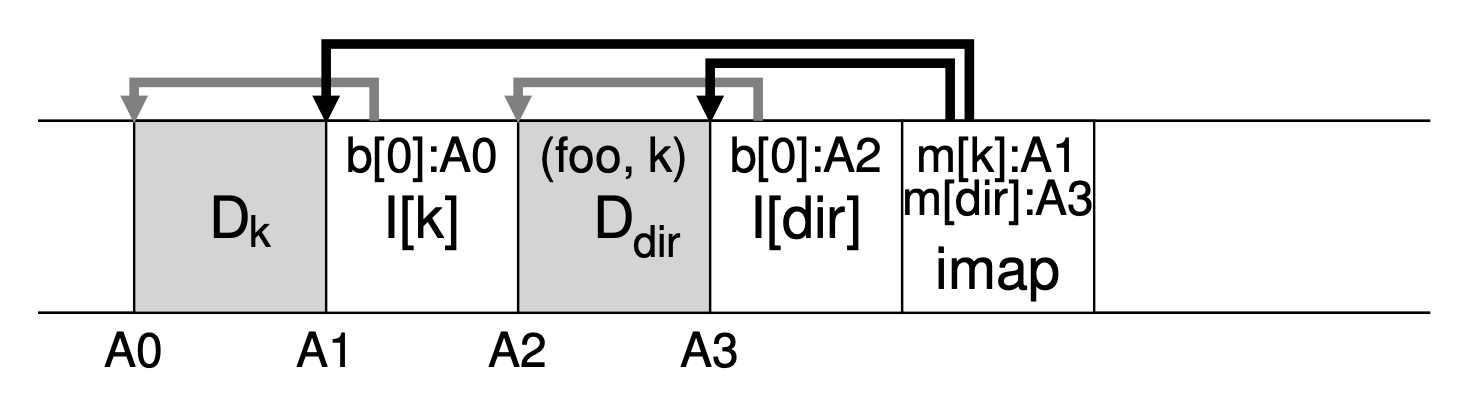 b[0]:A0
(foo, k)
b[0]:A2
m[k]:A1
m[dir]:A3
Dk
I[k]
Ddir
I[dir]
imap
A0
A1
A2
A3